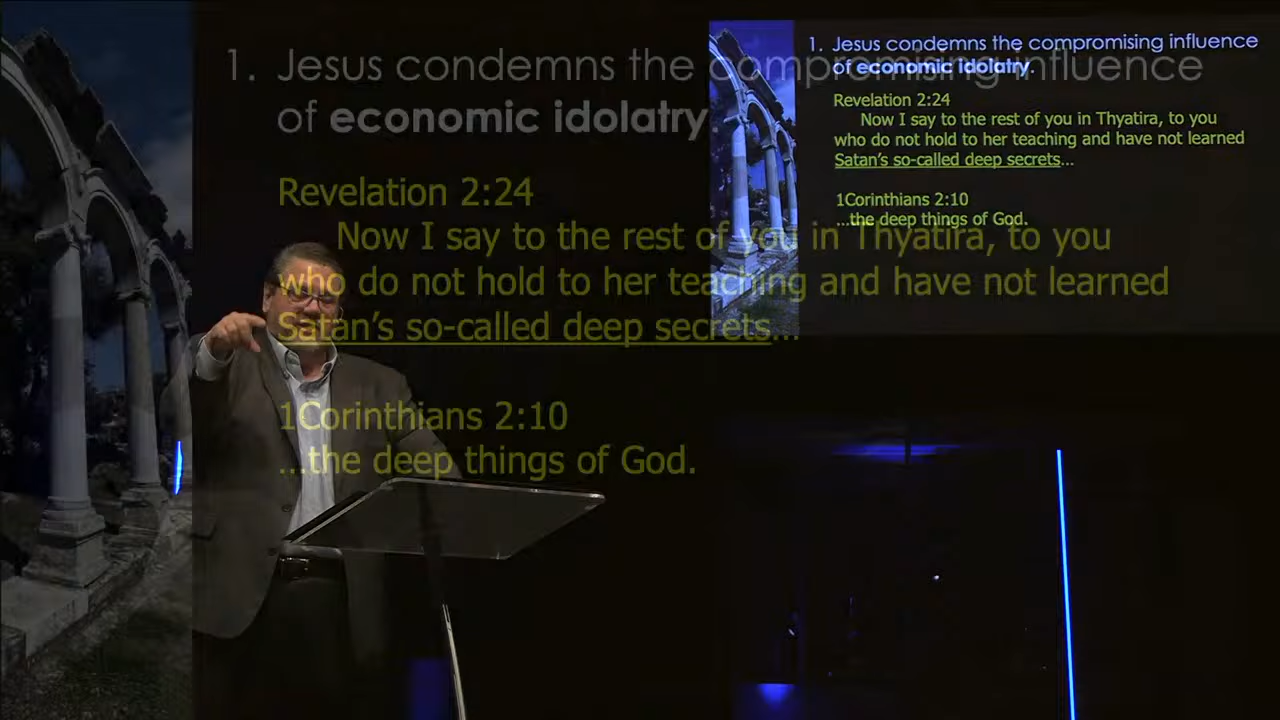 1. Jesus condemns the compromising influence
of economic idolatry
Revelation 2:24
Now I say to the rest of you in Thyatira, to you
who do not hold to her teaching and have not learned
Satan's so-called deep secrets...
1Corinthians 2:10
...the deep things of God.
1. Jesus condemns the compromising influence
of economic idolatry.
Revelation 2:24
Now I say to the rest of you in Thyatira, to you
who do not hold to her teaching and have not learned
Satan's so-called deep secrets...
1Corinthians 2:10
...the deep things of God.